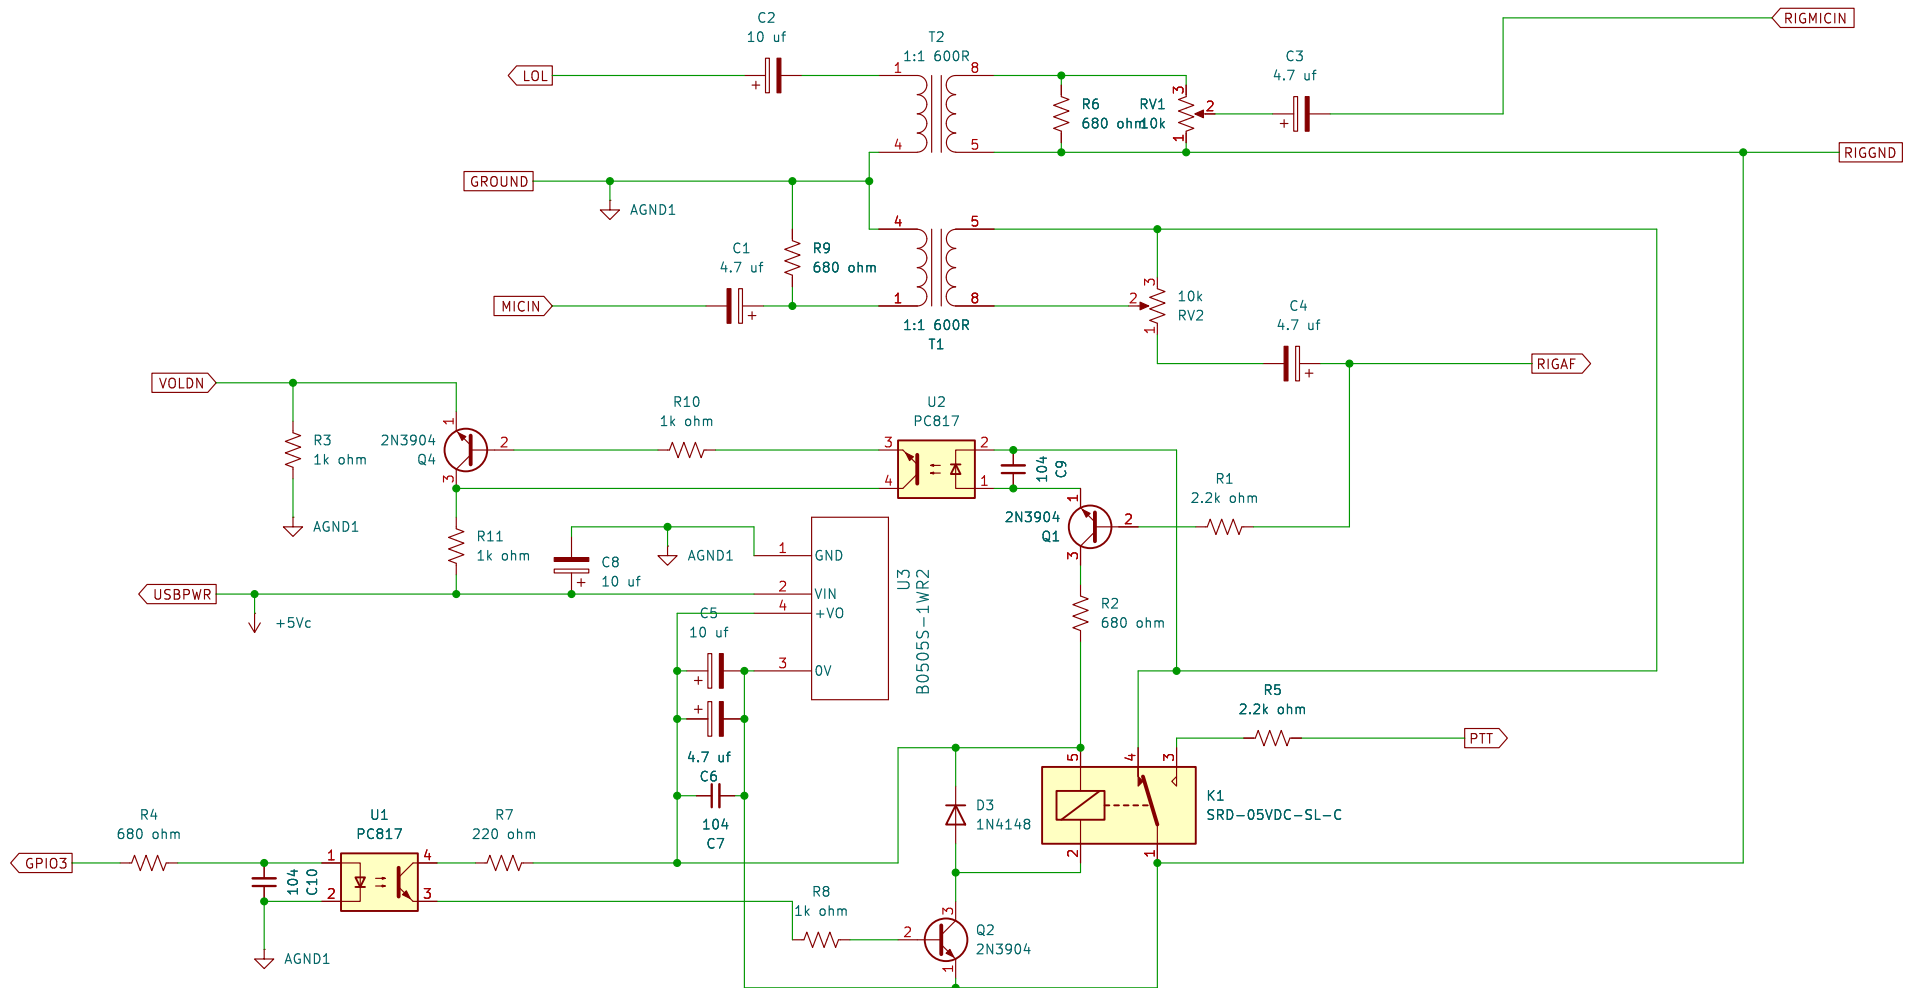 RIGMICIN
C2
10 uf
T2
1:1 600R
C3
4.7 uf
LOL
+
1
8
3
R6
680 ohm
RV1
10k
2
+
1
4
5
RIGGND
GROUND
AGND1
4
5
C1
4.7 uf
R9
680 ohm
3
MICIN
+
1
8
2
10k
RV2
1
C4
4.7 uf
1:1 600R
T1
+
RIGAF
VOLDN
R10
1k ohm
U2
PC817
1
2N3904
Q4
2
3
2
R3
1k ohm
3
4
1
104
C9
R1
2.2k ohm
1
2N3904
Q1
2
3
AGND1
R11
1k ohm
AGND1
1
GND
C8
10 uf
+
USBPWR
2
VIN
4
+VO
U3
B0505S-1WR2
R2
680 ohm
+5Vc
C5
10 uf
+
3
0V
+
4.7 uf
C6
R5
2.2k ohm
PTT
5
4
3
104
C7
D3
1N4148
K1
SRD-05VDC-SL-C
2
1
R4
680 ohm
U1
PC817
R7
220 ohm
GPIO3
1
4
104
C10
2
3
R8
1k ohm
3
2
Q2
2N3904
1
AGND1